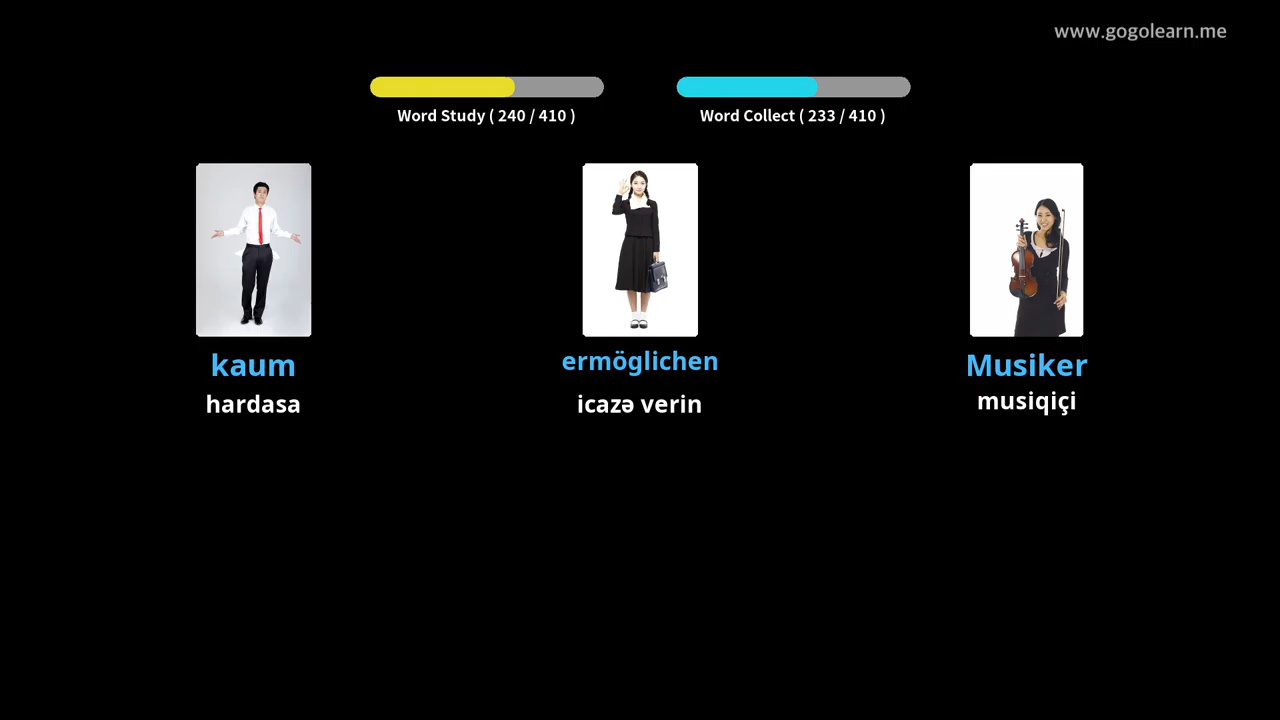 www.gogolearn.me
Word Study ( 240 / 410 )
Word Collect ( 233 / 410 )
kaum
hardasa
ermöglichen
icazə verin
Musiker
musiqiçi